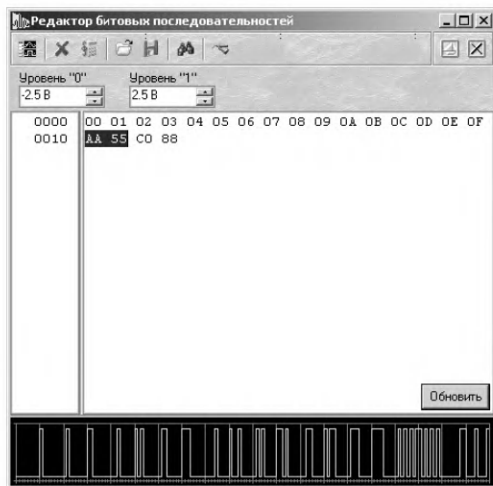 Редактор битовых последовательностей
Уровень "0" Уровень "1"
-2.5 В 2.5 В
0000 00 01 02 03 04 05 06 07 08 09 0A 0B 0C 0D 0E 0F
0010 AA 55 C0 88
Обновить